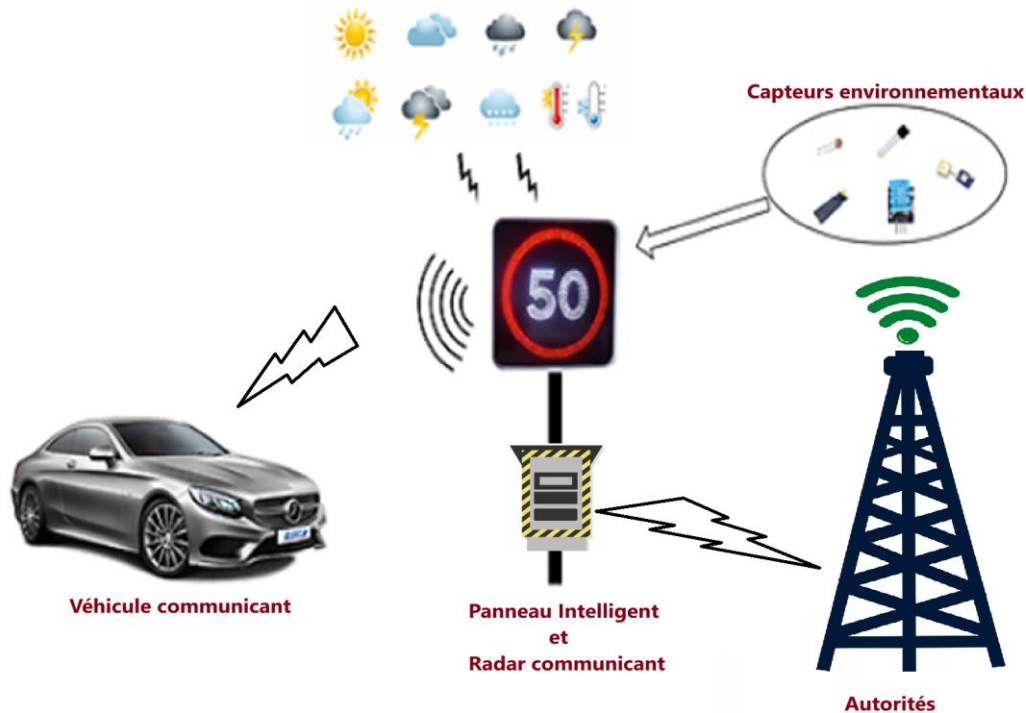 Capteurs environnementaux
50
Véhicule communicant
Panneau Intelligent
et
Radar communicant
Autorités